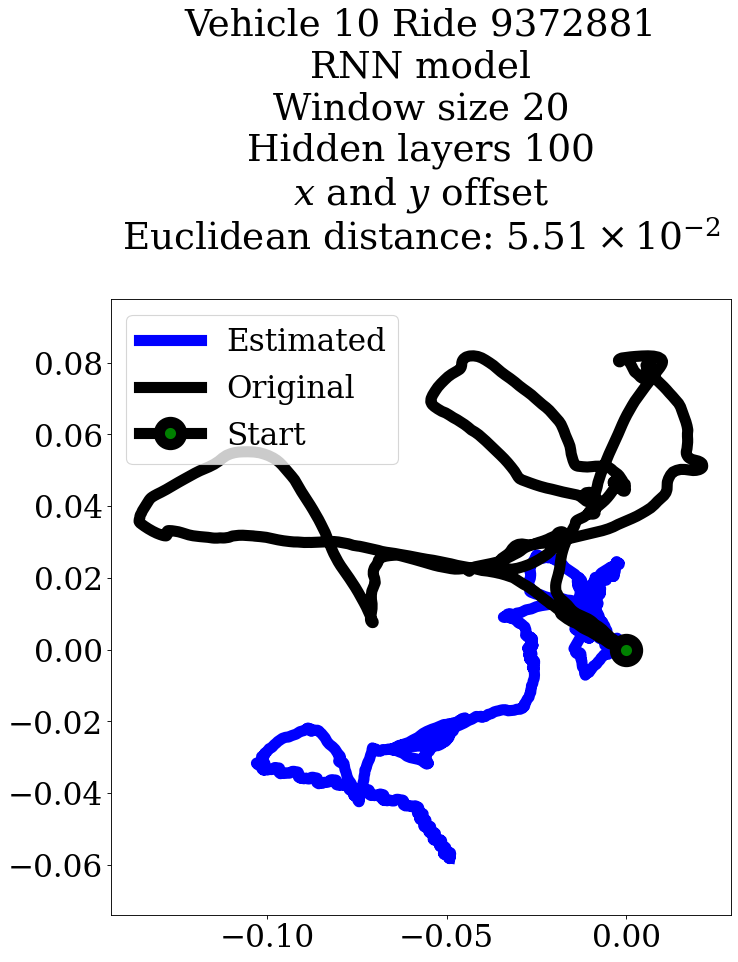 Vehicle 10 Ride 9372881
RNN model
Window size 20
Hidden layers 100
x and y offset
Euclidean distance: 5.51 × 10⁻²
Estimated
Original
Start
0.08
0.06
0.04
0.02
0.00
−0.02
−0.04
−0.06
−0.10
−0.05
0.00